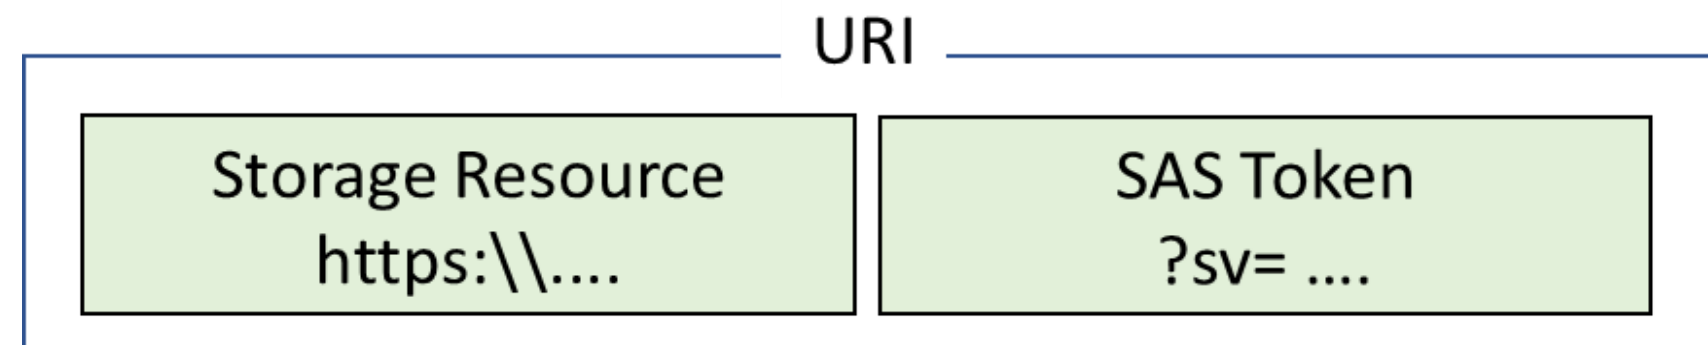 URI
Storage Resource
https:\\....
SAS Token
?sv= ....